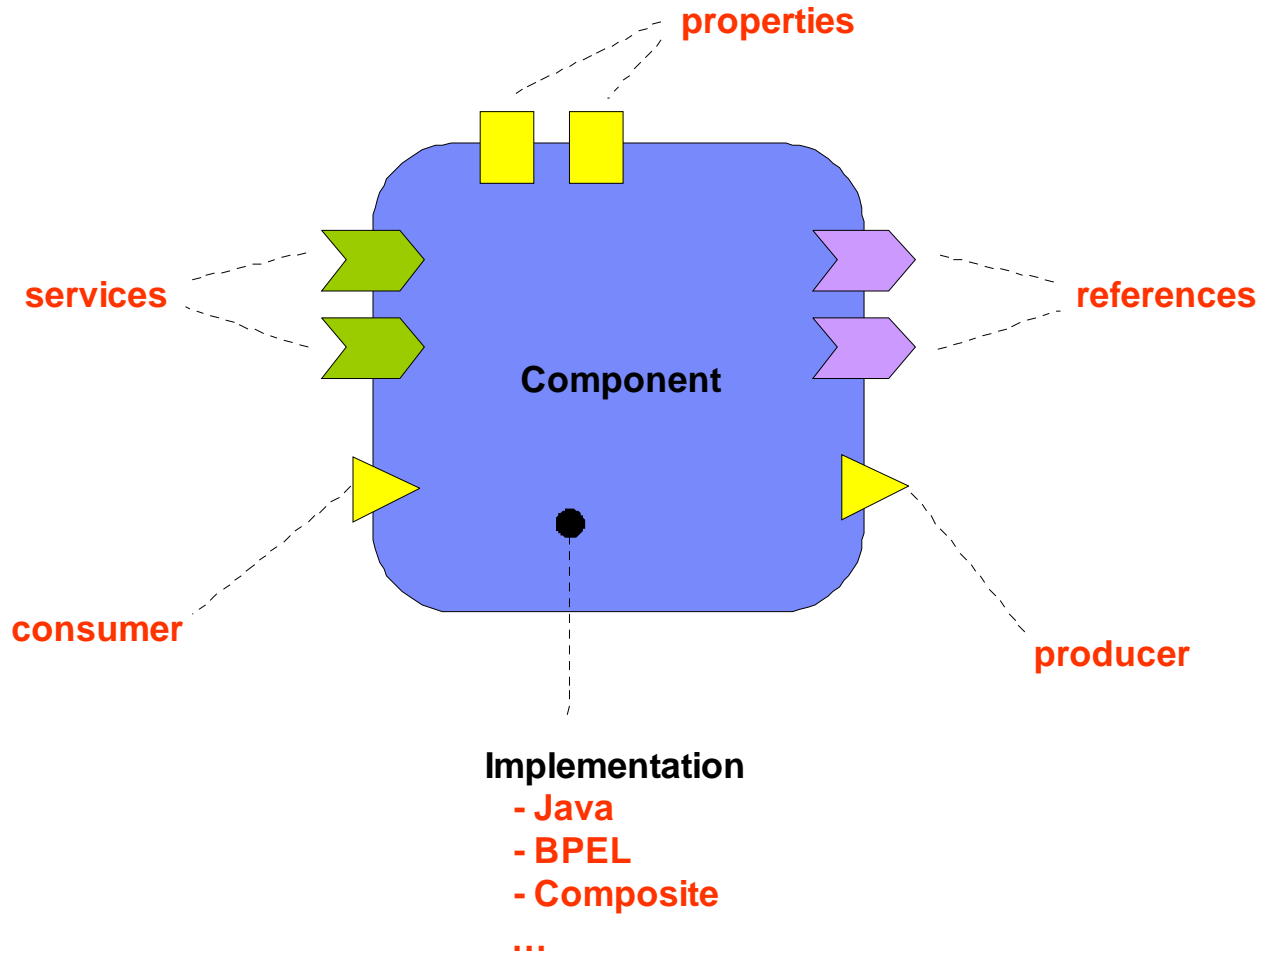 properties
services
references
Component
consumer
producer
Implementation
- Java
- BPEL
- Composite
...